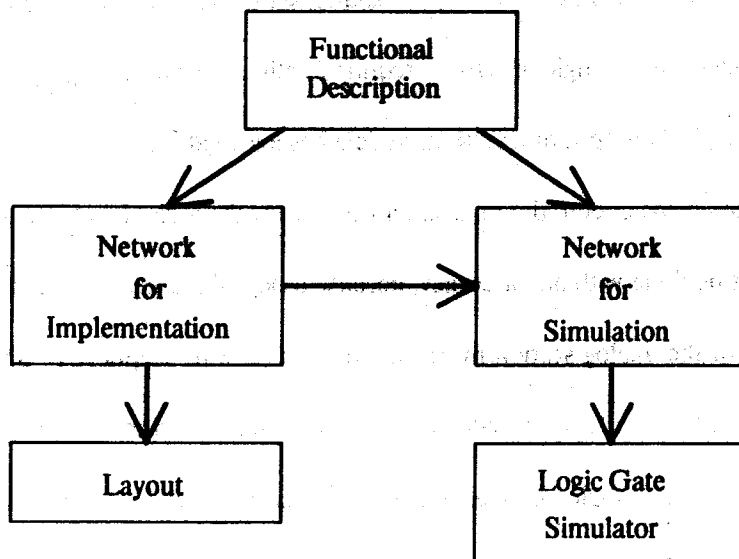 Functional
Description
Network
for
Implementation
Network
for
Simulation
Layout
Logic Gate
Simulator